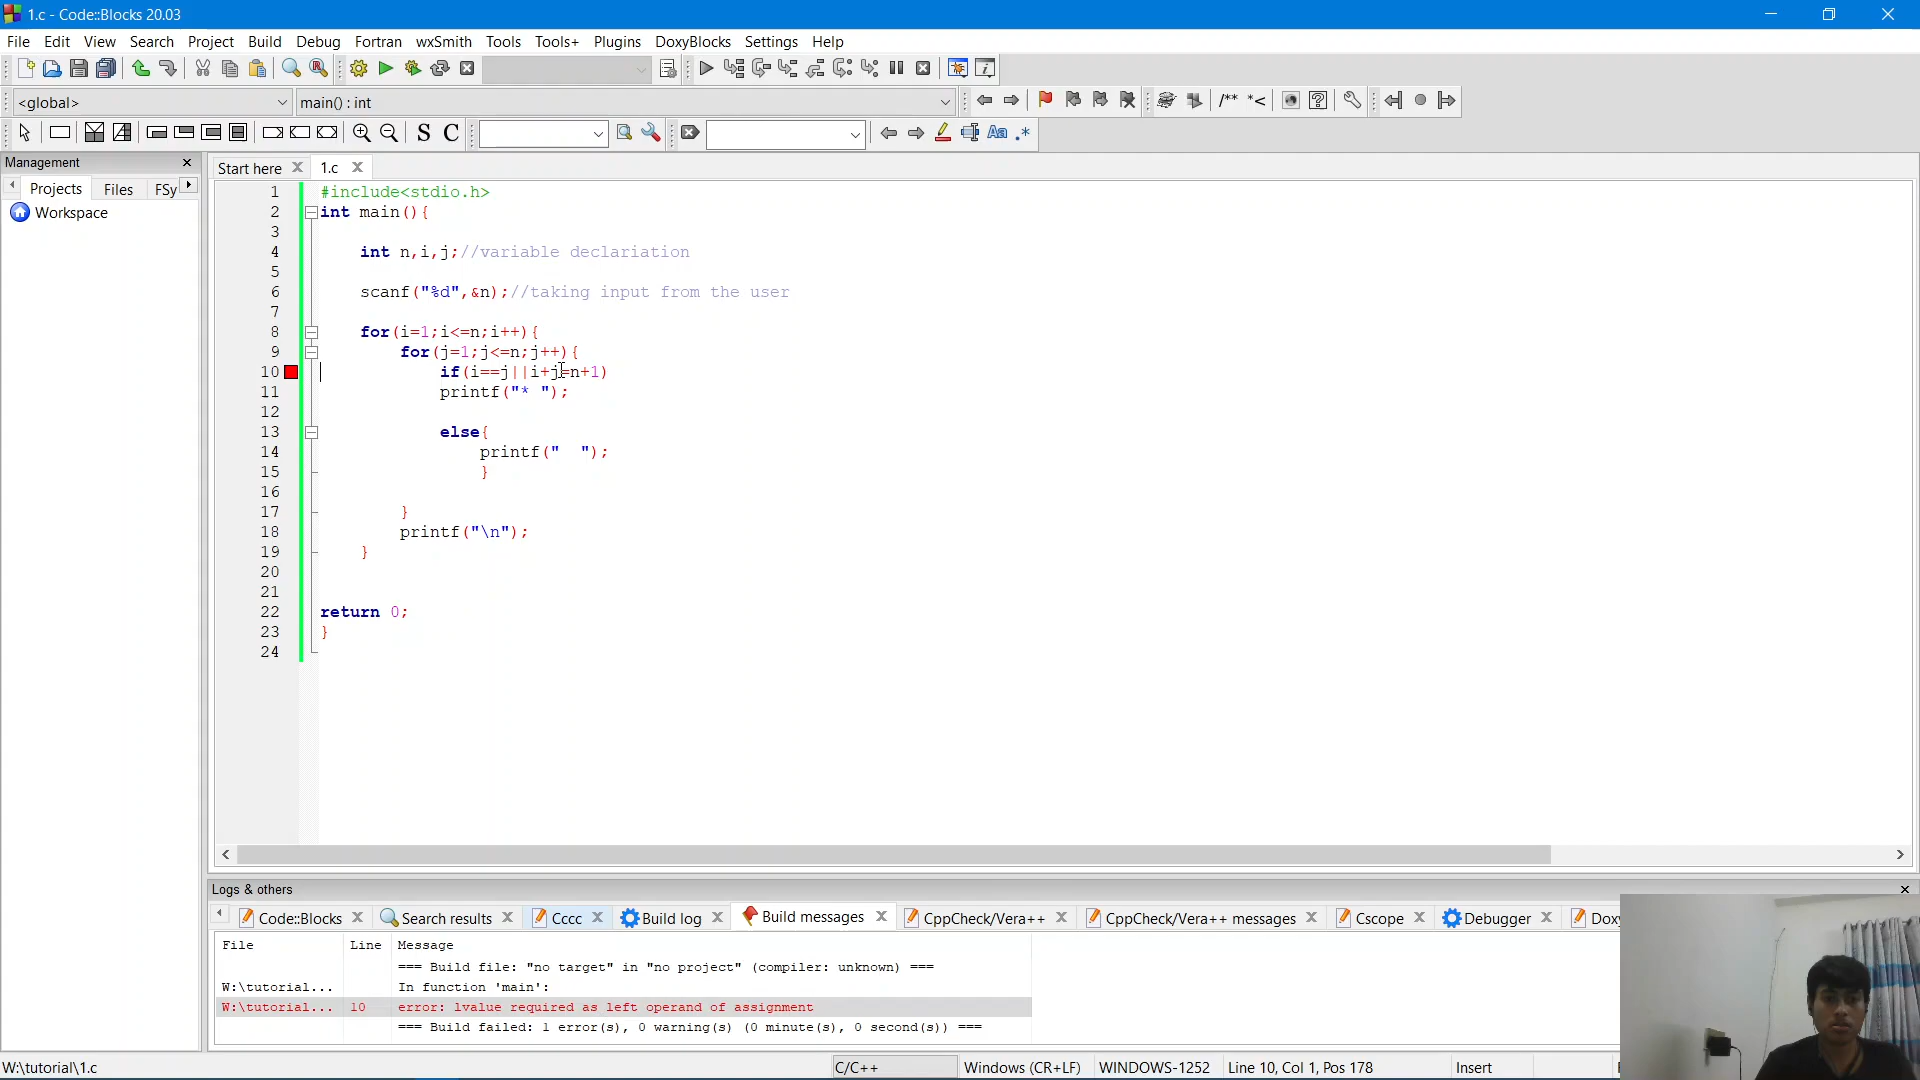 1.c - Code::Blocks 20.03
File Edit View Search Project Build Debug Fortran wxSmith Tools Tools+ Plugins DoxyBlocks Settings Help
<global> main() : int /** *<
S C Aa .*
Management
Projects Files FSy
Workspace
Start here 1.c
1 #include<stdio.h>
2 int main(){
3
4 int n,i,j;//variable declariation
5
6 scanf("%d",&n);//taking input from the user
7
8 for(i=1;i<=n;i++){
9 for(j=1;j<=n;j++){
10 if(i==j||i+j=n+1)
11 printf("* ");
12
13 else{
14 printf("  ");
15 }
16
17 }
18 printf("\n");
19 }
20
21
22 return 0;
23 }
24
Logs & others
Code::Blocks Search results Cccc Build log Build messages CppCheck/Vera++ CppCheck/Vera++ messages Cscope Debugger Doxy
File Line Message
=== Build file: "no target" in "no project" (compiler: unknown) ===
W:\tutorial... In function 'main':
W:\tutorial... 10 error: lvalue required as left operand of assignment
=== Build failed: 1 error(s), 0 warning(s) (0 minute(s), 0 second(s)) ===
W:\tutorial\1.c C/C++ Windows (CR+LF) WINDOWS-1252 Line 10, Col 1, Pos 178 Insert